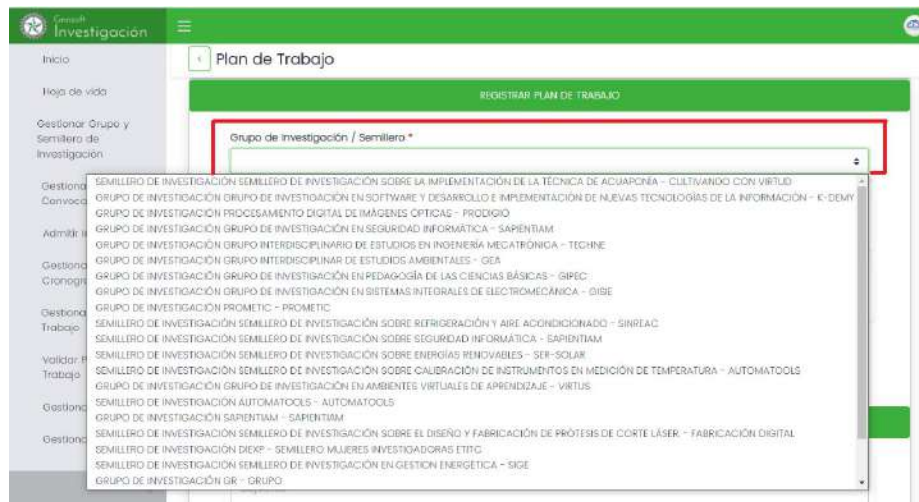 Gensoft
Investigación
Inicio
Hoja de vida
Gestionar Grupo y
Semillero de
Investigación
Gestiona
Convoca
Admitir
Gestiona
Cronogr
Gestiona
Trabajo
Validar P
Trabajo
Gestiona
Gestiona
Plan de Trabajo
REGISTRAR PLAN DE TRABAJO
Grupo de Investigación / Semillero *
SEMILLERO DE INVESTIGACIÓN SEMILLERO DE INVESTIGACIÓN SOBRE LA IMPLEMENTACIÓN DE LA TÉCNICA DE ACUAPONÍA - CULTIVANDO CON VIRTUD
GRUPO DE INVESTIGACIÓN GRUPO DE INVESTIGACIÓN EN SOFTWARE Y DESARROLLO E IMPLEMENTACIÓN DE NUEVAS TECNOLOGÍAS DE LA INFORMACIÓN - K-DEMY
GRUPO DE INVESTIGACIÓN PROCESAMIENTO DIGITAL DE IMÁGENES ÓPTICAS - PRODIGIO
GRUPO DE INVESTIGACIÓN GRUPO DE INVESTIGACIÓN EN SEGURIDAD INFORMÁTICA - SAPIENTIAM
GRUPO DE INVESTIGACIÓN GRUPO INTERDISCIPLINARIO DE ESTUDIOS EN INGENIERÍA MECATRÓNICA - TECHNE
GRUPO DE INVESTIGACIÓN GRUPO INTERDISCIPLINAR DE ESTUDIOS AMBIENTALES - GEA
GRUPO DE INVESTIGACIÓN GRUPO DE INVESTIGACIÓN EN PEDAGOGÍA DE LAS CIENCIAS BÁSICAS - GIPEC
GRUPO DE INVESTIGACIÓN GRUPO DE INVESTIGACIÓN EN SISTEMAS INTEGRALES DE ELECTROMECÁNICA - GISIE
GRUPO DE INVESTIGACIÓN PROMETIC - PROMETIC
SEMILLERO DE INVESTIGACIÓN SEMILLERO DE INVESTIGACIÓN SOBRE REFRIGERACIÓN Y AIRE ACONDICIONADO - SINREAC
SEMILLERO DE INVESTIGACIÓN SEMILLERO DE INVESTIGACIÓN SOBRE SEGURIDAD INFORMÁTICA - SAPIENTIAM
SEMILLERO DE INVESTIGACIÓN SEMILLERO DE INVESTIGACIÓN SOBRE ENERGÍAS RENOVABLES - SER-SOLAR
SEMILLERO DE INVESTIGACIÓN SEMILLERO DE INVESTIGACIÓN SOBRE CALIBRACIÓN DE INSTRUMENTOS EN MEDICIÓN DE TEMPERATURA - AUTOMATOOLS
GRUPO DE INVESTIGACIÓN GRUPO DE INVESTIGACIÓN EN AMBIENTES VIRTUALES DE APRENDIZAJE - VIRTUS
SEMILLERO DE INVESTIGACIÓN AUTOMATOOLS - AUTOMATOOLS
GRUPO DE INVESTIGACIÓN SAPIENTIAM - SAPIENTIAM
SEMILLERO DE INVESTIGACIÓN SEMILLERO DE INVESTIGACIÓN SOBRE EL DISEÑO Y FABRICACIÓN DE PRÓTESIS DE CORTE LÁSER. - FABRICACIÓN DIGITAL
SEMILLERO DE INVESTIGACIÓN DIEXP - SEMILLERO MUJERES INVESTIGADORAS ETITC
SEMILLERO DE INVESTIGACIÓN SEMILLERO DE INVESTIGACIÓN EN GESTION ENERGÉTICA - SIGE
GRUPO DE INVESTIGACIÓN GR - GRUPO